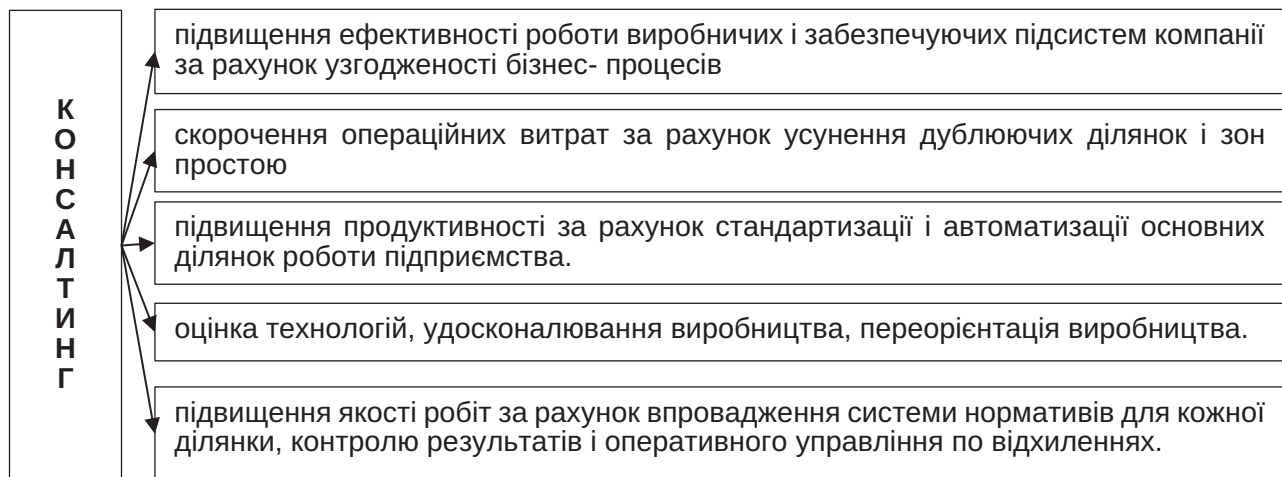 КОНСАЛТИНГ
підвищення ефективності роботи виробничих і забезпечуючих підсистем компанії
за рахунок узгодженості бізнес- процесів
скорочення операційних витрат за рахунок усунення дублюючих ділянок і зон
простою
підвищення продуктивності за рахунок стандартизації і автоматизації основних
ділянок роботи підприємства.
оцінка технологій, удосконалювання виробництва, переорієнтація виробництва.
підвищення якості робіт за рахунок впровадження системи нормативів для кожної
ділянки, контролю результатів і оперативного управління по відхиленнях.